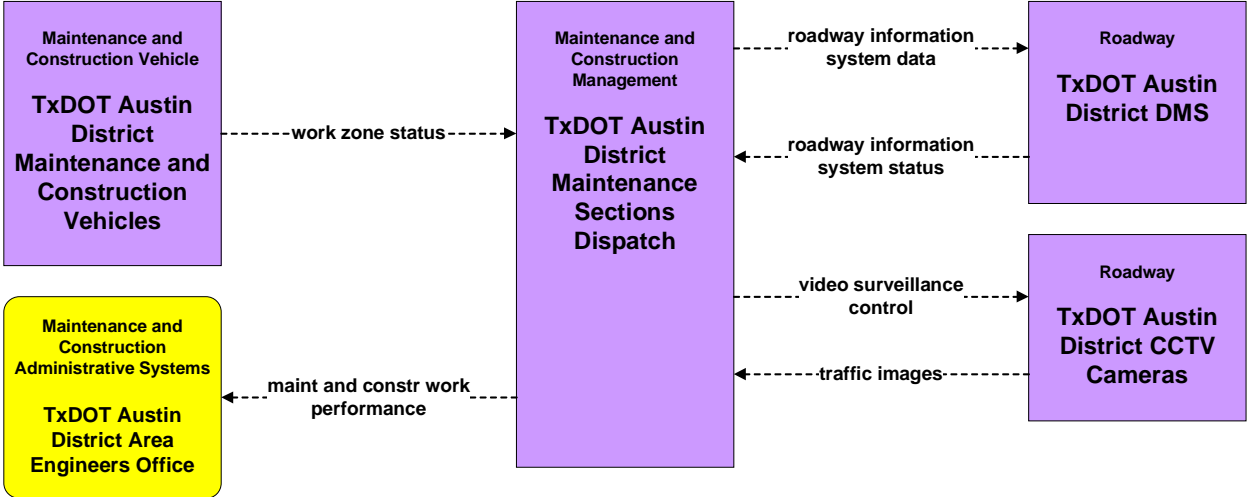 Maintenance and
Construction Vehicle
TxDOT Austin
District
Maintenance and
Construction
Vehicles
work zone status
Maintenance and
Construction
Administrative Systems
TxDOT Austin
District Area
Engineers Office
maint and constr work
performance
Maintenance and
Construction
Management
TxDOT Austin
District
Maintenance
Sections
Dispatch
roadway information
system data
roadway information
system status
Roadway
TxDOT Austin
District DMS
video surveillance
control
traffic images
Roadway
TxDOT Austin
District CCTV
Cameras